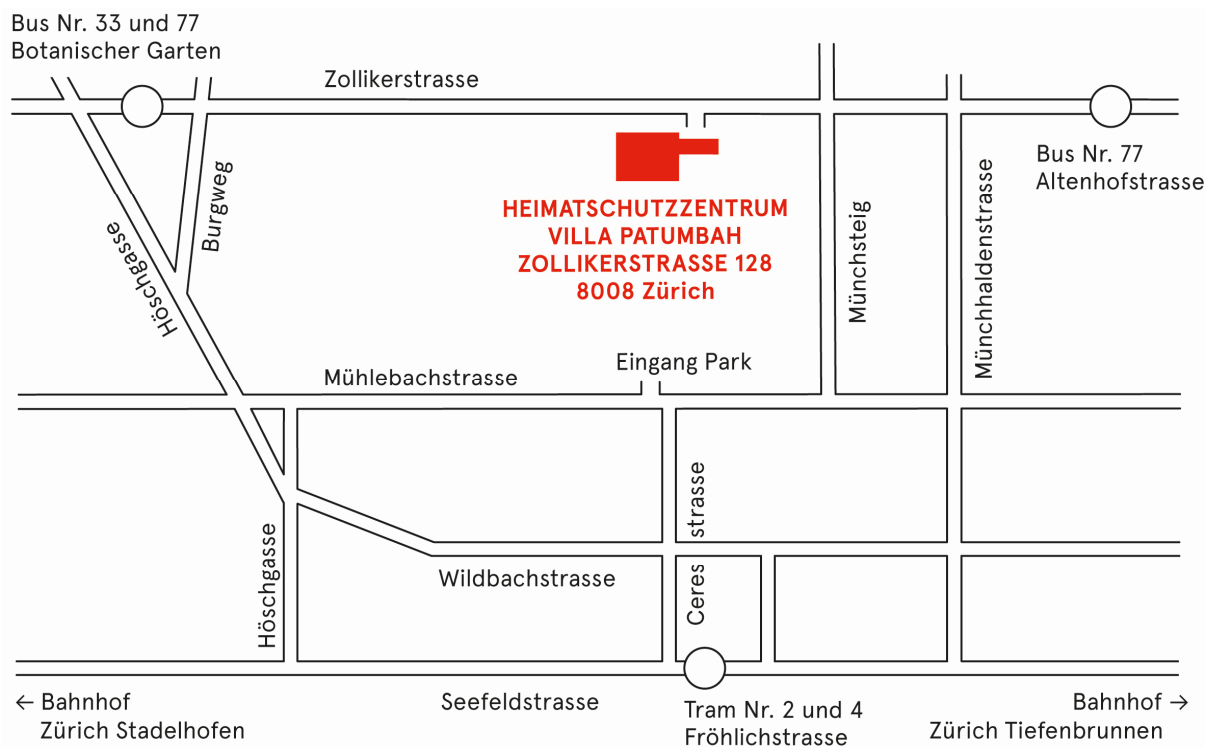 Bus Nr. 33 und 77
Botanischer Garten
Zollikerstrasse
Bus Nr. 77
Altenhofstrasse
Burgweg
Höschgasse
HEIMATSCHUTZZENTRUM
VILLA PATUMBAH
ZOLLIKERSTRASSE 128
8008 Zürich
Münchsteig
Münchhaldenstrasse
Eingang Park
Mühlebachstrasse
Ceres strasse
Höschgasse
Wildbachstrasse
← Bahnhof
Zürich Stadelhofen
Seefeldstrasse
Tram Nr. 2 und 4
Fröhlichstrasse
Bahnhof →
Zürich Tiefenbrunnen